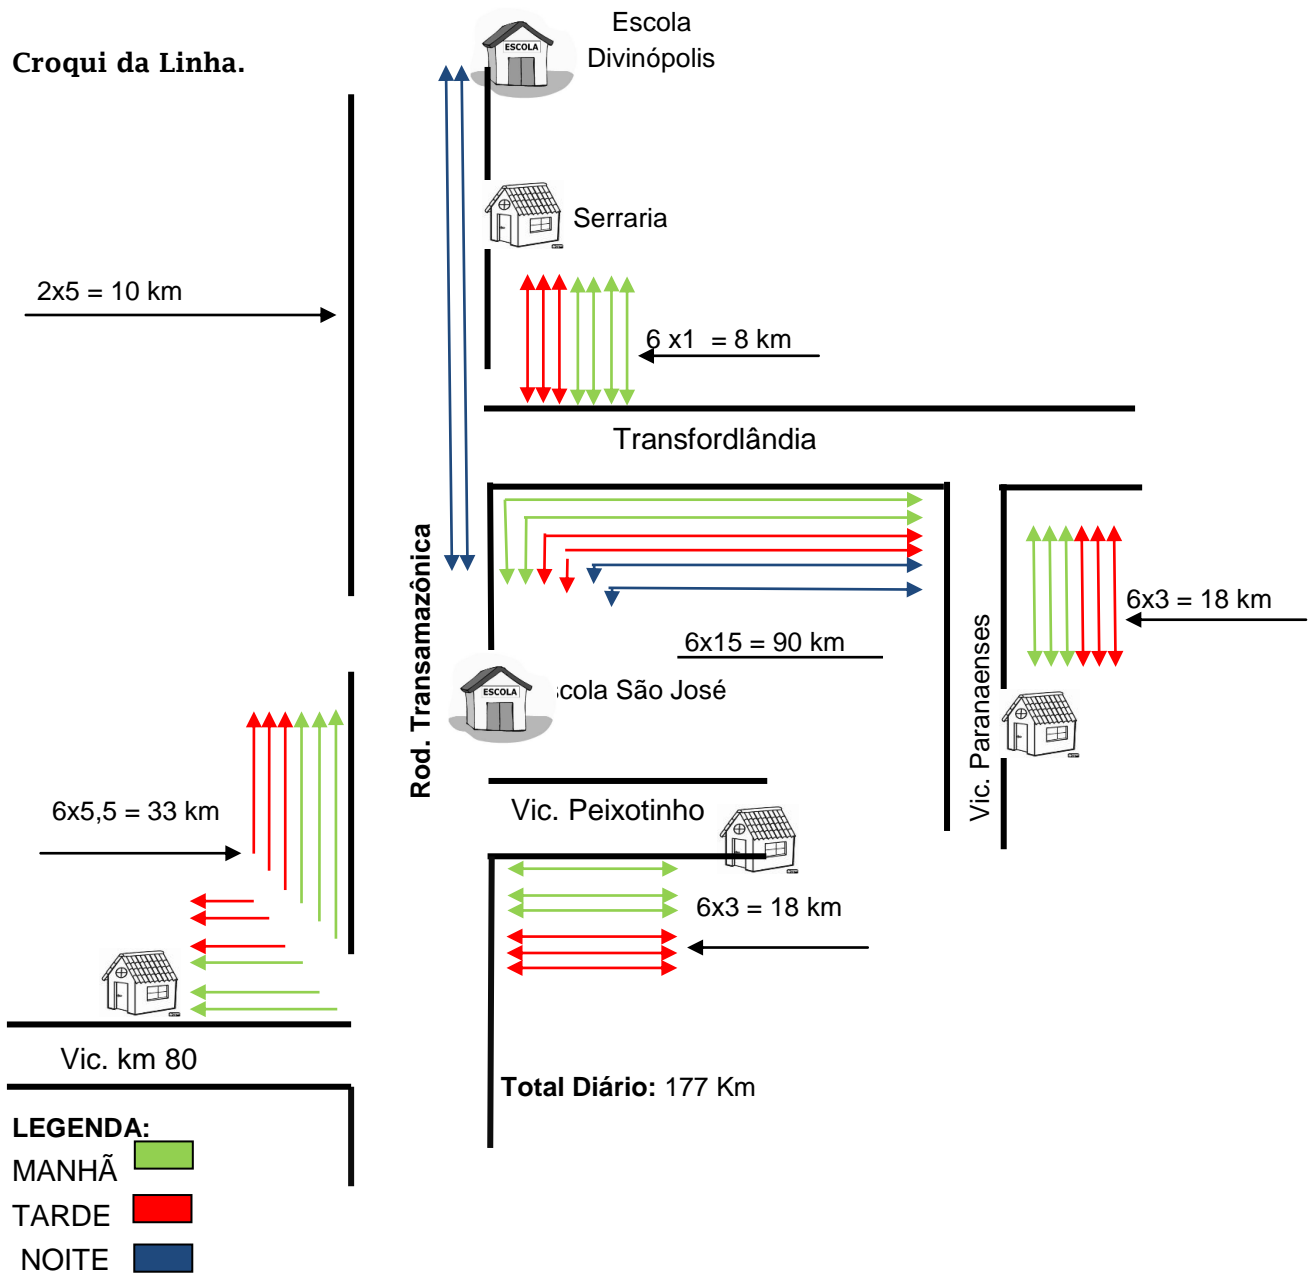 Croqui da Linha.
Escola
Divinópolis
ESCOLA
Serraria
2x5 = 10 km
6 x1 = 8 km
Transfordlândia
Rod. Transamazônica
6x15 = 90 km
6x3 = 18 km
Vic. Paranaenses
ESCOLA
scola São José
6x5,5 = 33 km
Vic. Peixotinho
6x3 = 18 km
Vic. km 80
Total Diário: 177 Km
LEGENDA:
MANHÃ
TARDE
NOITE